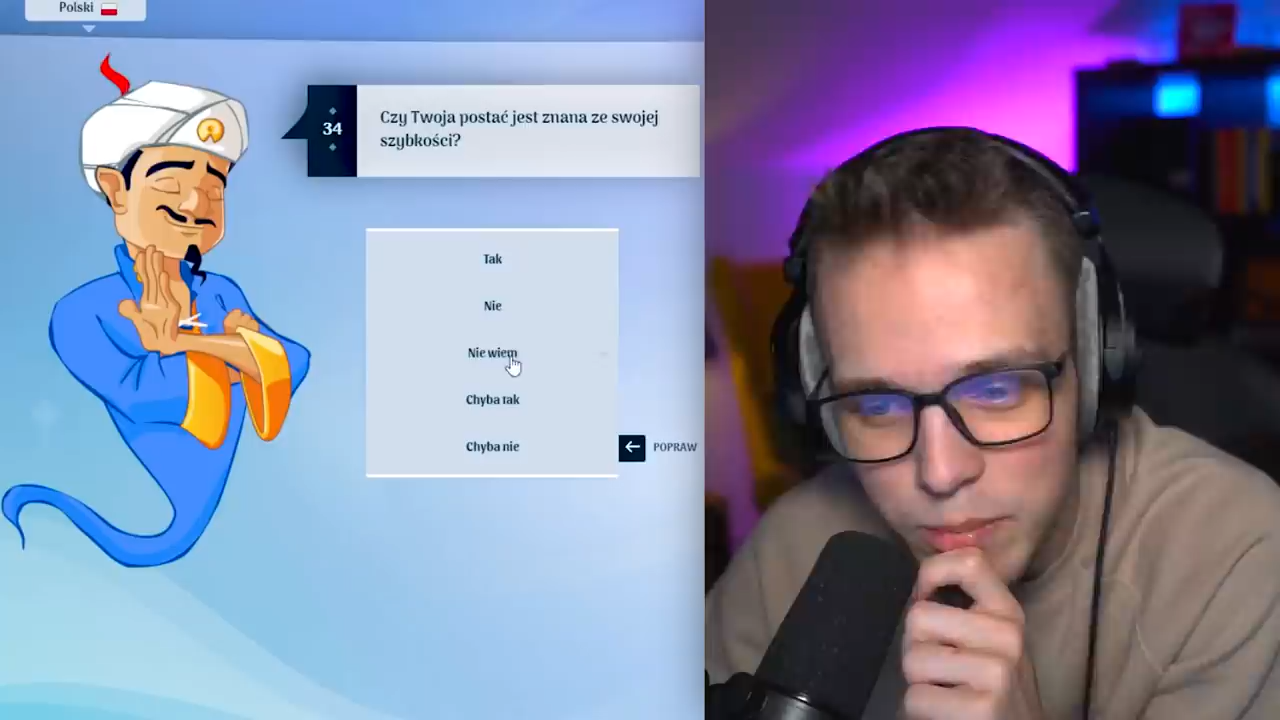 Polski
34
Czy Twoja postać jest znana ze swojej
szybkości?
Tak
Nie
Nie wiem
Chyba tak
Chyba nie
POPRAW